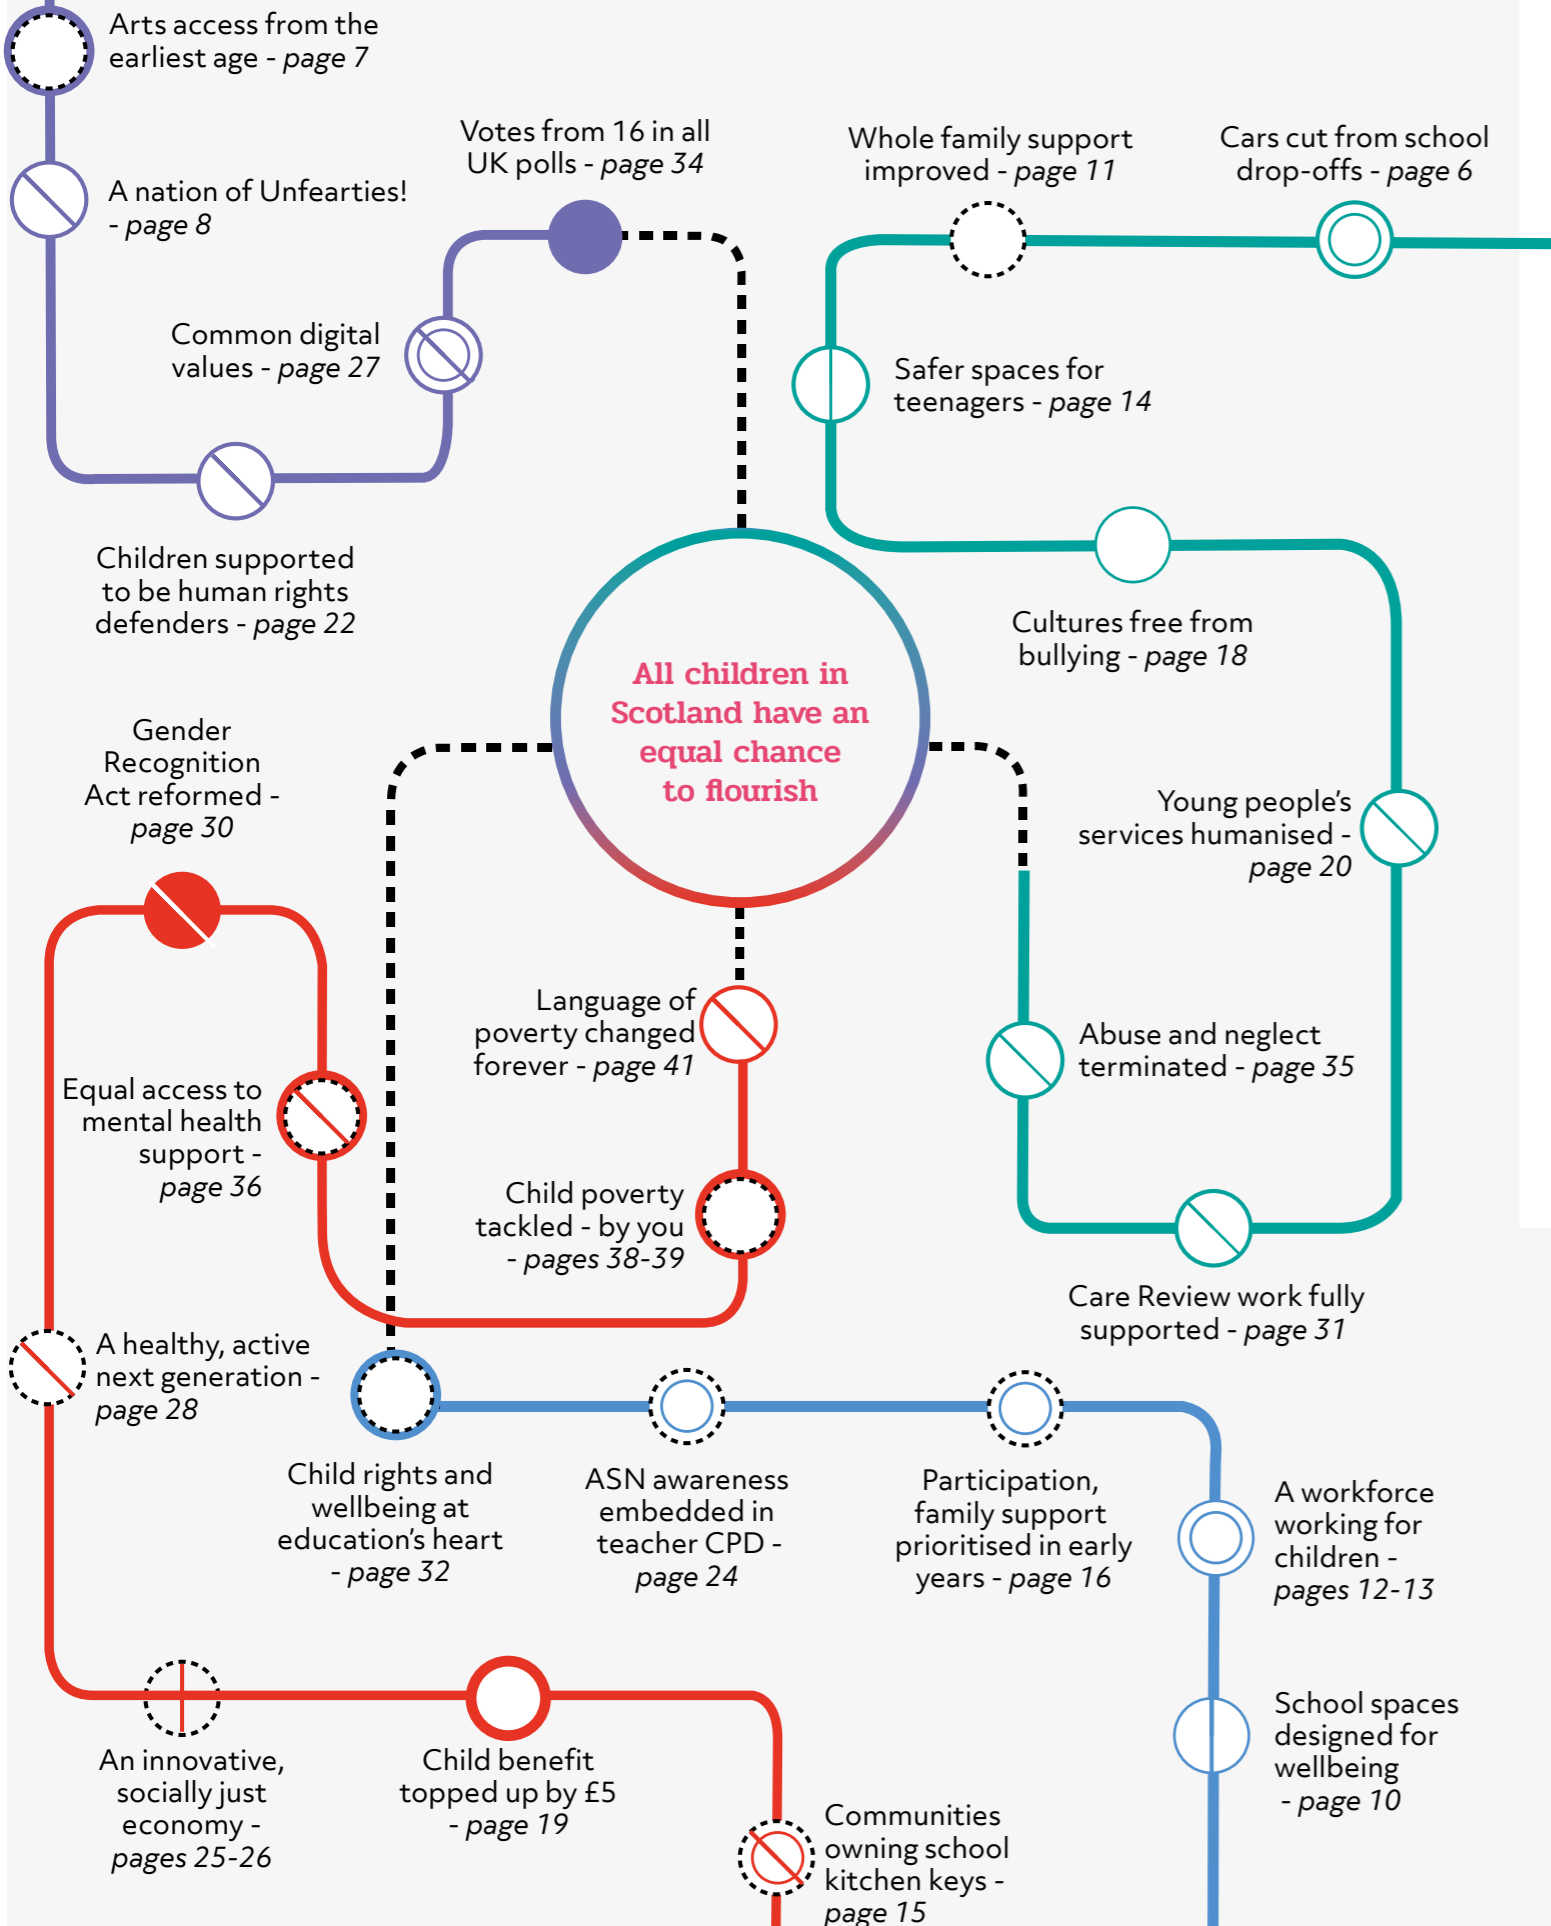 Arts access from the
earliest age - page 7
A nation of Unfearties!
- page 8
Votes from 16 in all
UK polls - page 34
Common digital
values - page 27
Children supported
to be human rights
defenders - page 22
Whole family support
improved - page 11
Cars cut from school
drop-offs - page 6
Safer spaces for
teenagers - page 14
Cultures free from
bullying - page 18
All children in
Scotland have an
equal chance
to flourish
Young people's
services humanised -
page 20
Gender
Recognition
Act reformed -
page 30
Language of
poverty changed
forever - page 41
Abuse and neglect
terminated - page 35
Equal access to
mental health
support -
page 36
Child poverty
tackled - by you
- pages 38-39
Care Review work fully
supported - page 31
A healthy, active
next generation -
page 28
Child rights and
wellbeing at
education's heart
- page 32
ASN awareness
embedded in
teacher CPD -
page 24
Participation,
family support
prioritised in early
years - page 16
A workforce
working for
children -
pages 12-13
School spaces
designed for
wellbeing
- page 10
An innovative,
socially just
economy -
pages 25-26
Child benefit
topped up by £5
- page 19
Communities
owning school
kitchen keys -
page 15